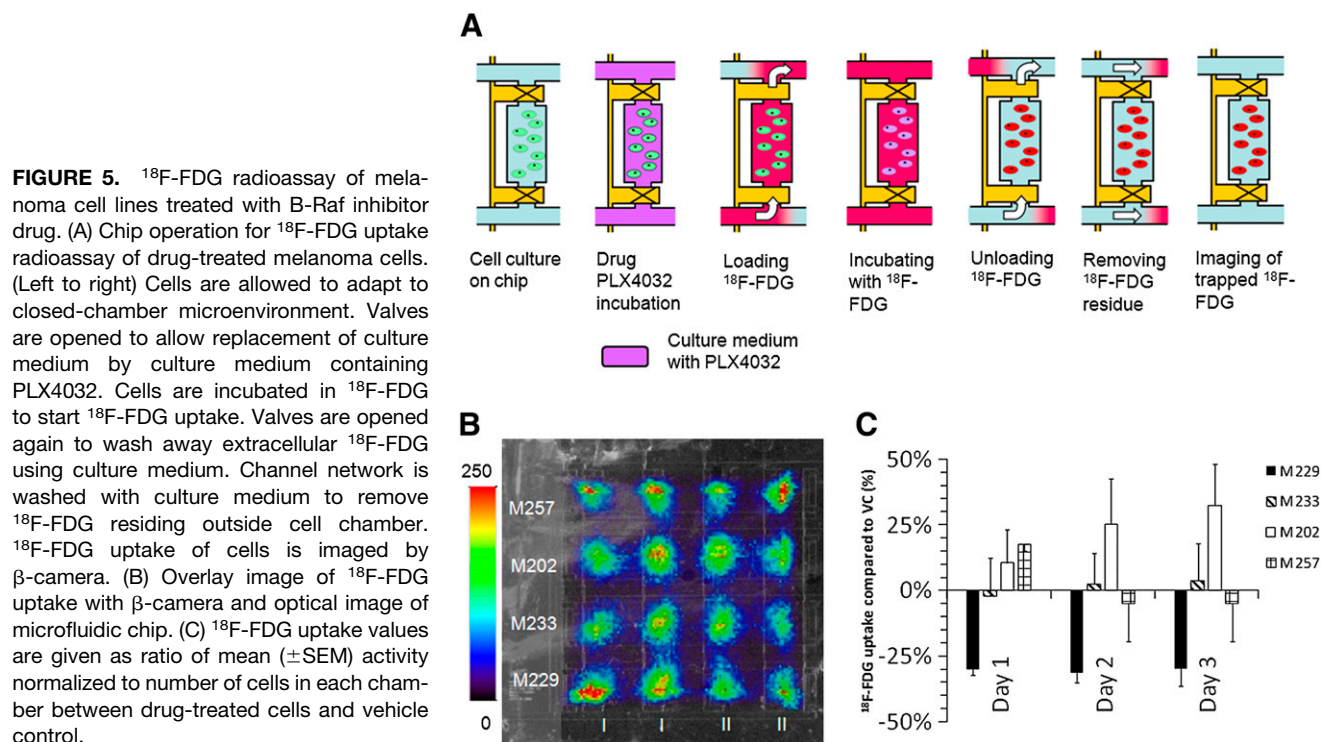 FIGURE 5. ¹⁸F-FDG radioassay of mela-
noma cell lines treated with B-Raf inhibitor
drug. (A) Chip operation for ¹⁸F-FDG uptake
radioassay of drug-treated melanoma cells.
(Left to right) Cells are allowed to adapt to
closed-chamber microenvironment. Valves
are opened to allow replacement of culture
medium by culture medium containing
PLX4032. Cells are incubated in ¹⁸F-FDG
to start ¹⁸F-FDG uptake. Valves are opened
again to wash away extracellular ¹⁸F-FDG
using culture medium. Channel network is
washed with culture medium to remove
¹⁸F-FDG residing outside cell chamber.
¹⁸F-FDG uptake of cells is imaged by
β-camera. (B) Overlay image of ¹⁸F-FDG
uptake with β-camera and optical image of
microfluidic chip. (C) ¹⁸F-FDG uptake values
are given as ratio of mean (±SEM) activity
normalized to number of cells in each cham-
ber between drug-treated cells and vehicle
control.
A
Cell culture
on chip
Drug
PLX4032
incubation
Loading
¹⁸F-FDG
Incubating
with ¹⁸F-
FDG
Unloading
¹⁸F-FDG
Removing
¹⁸F-FDG
residue
Imaging of
trapped ¹⁸F-
FDG
Culture medium
with PLX4032
B
250
0
M257
M202
M233
M229
I I II II
C
¹⁸F-FDG uptake compared to VC (%)
50%
25%
0%
-25%
-50%
Day 1
Day 2
Day 3
M229
M233
M202
M257